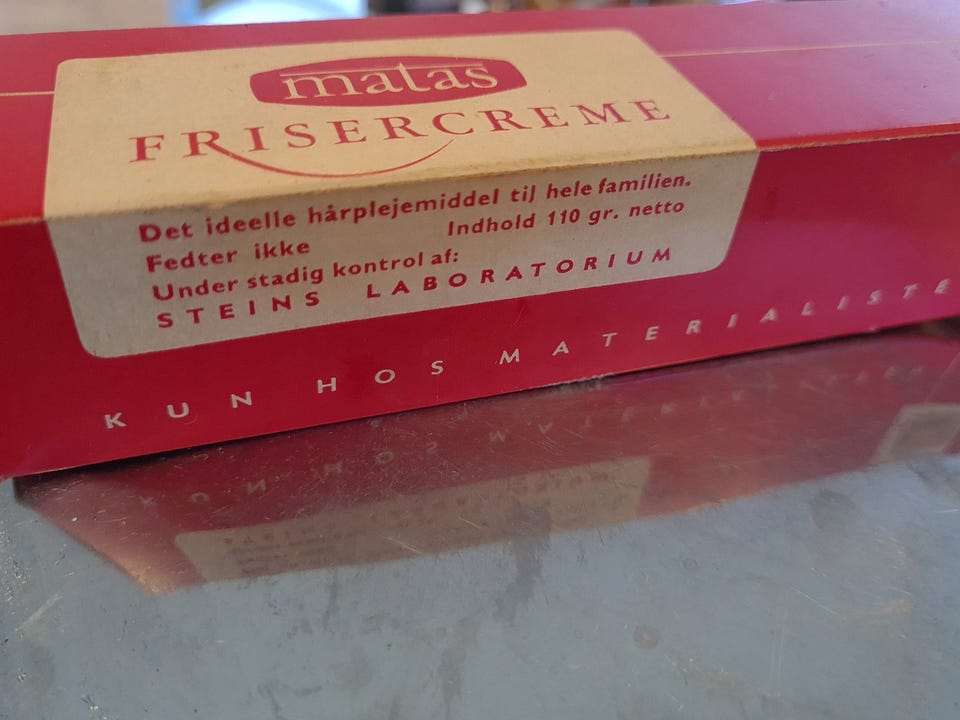 matas
FRISERCREME
Det ideelle hårplejemiddel til hele familien.
Fedter ikke Indhold 110 gr. netto
Under stadig kontrol af:
STEINS LABORATORIUM
KUN HOS MATERIALISTE